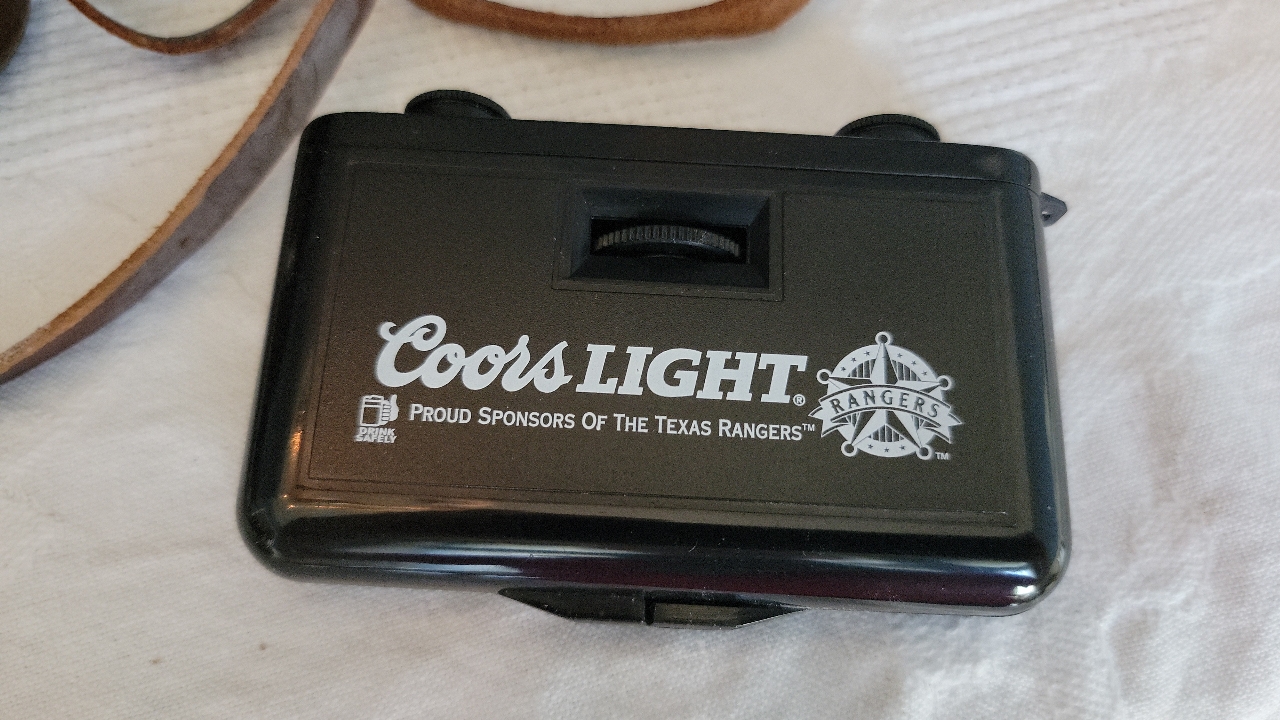 Coors LIGHT®
PROUD SPONSORS OF THE TEXAS RANGERS™
DRINK
SAFELY
RANGERS
TM